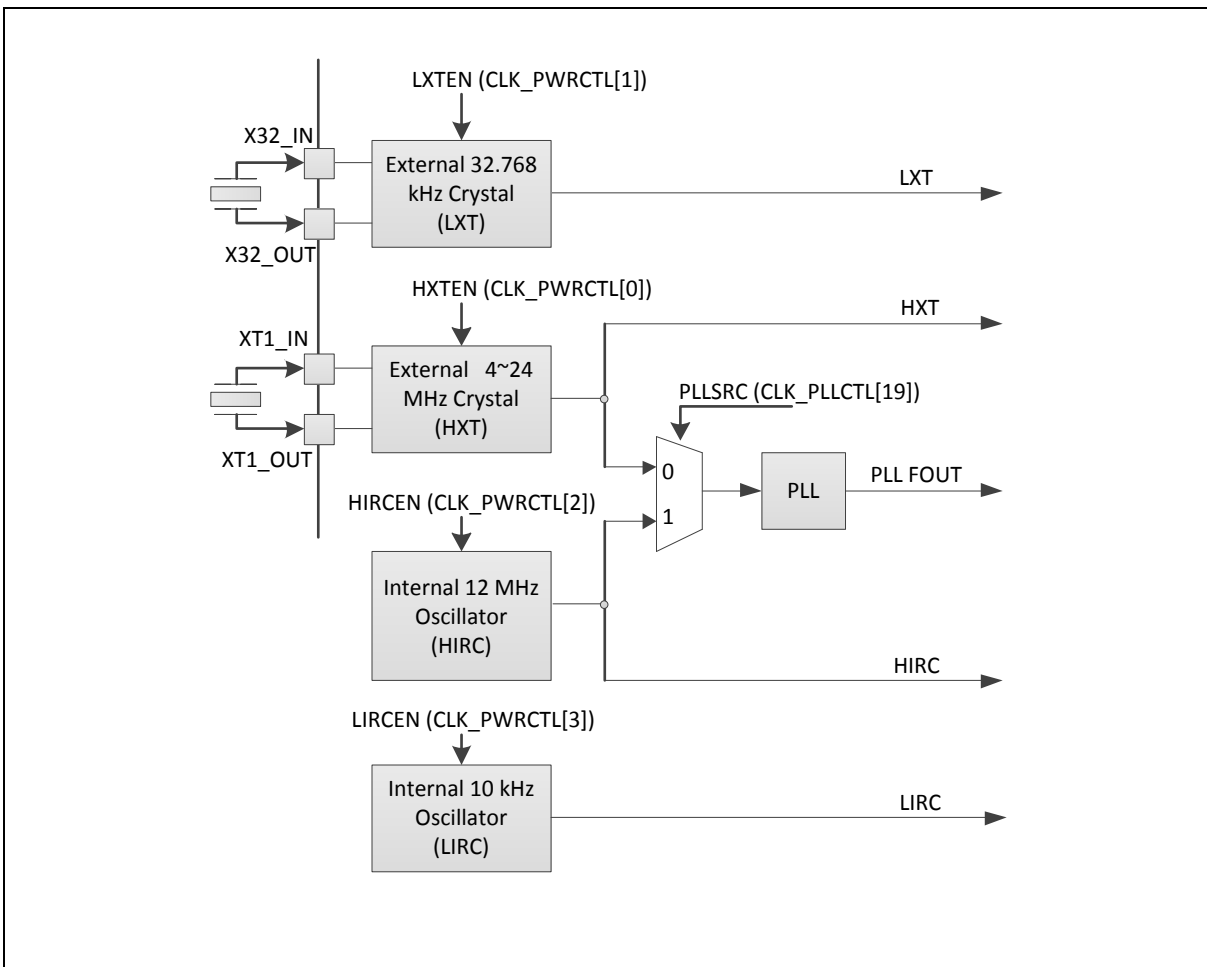 LXTEN (CLK_PWRCTL[1])
X32_IN
External 32.768
kHz Crystal
(LXT)
LXT
X32_OUT
HXTEN (CLK_PWRCTL[0])
HXT
XT1_IN
External 4~24
MHz Crystal
(HXT)
PLLSRC (CLK_PLLCTL[19])
XT1_OUT
0
PLL
PLL FOUT
HIRCEN (CLK_PWRCTL[2])
1
Internal 12 MHz
Oscillator
(HIRC)
HIRC
LIRCEN (CLK_PWRCTL[3])
Internal 10 kHz
Oscillator
(LIRC)
LIRC